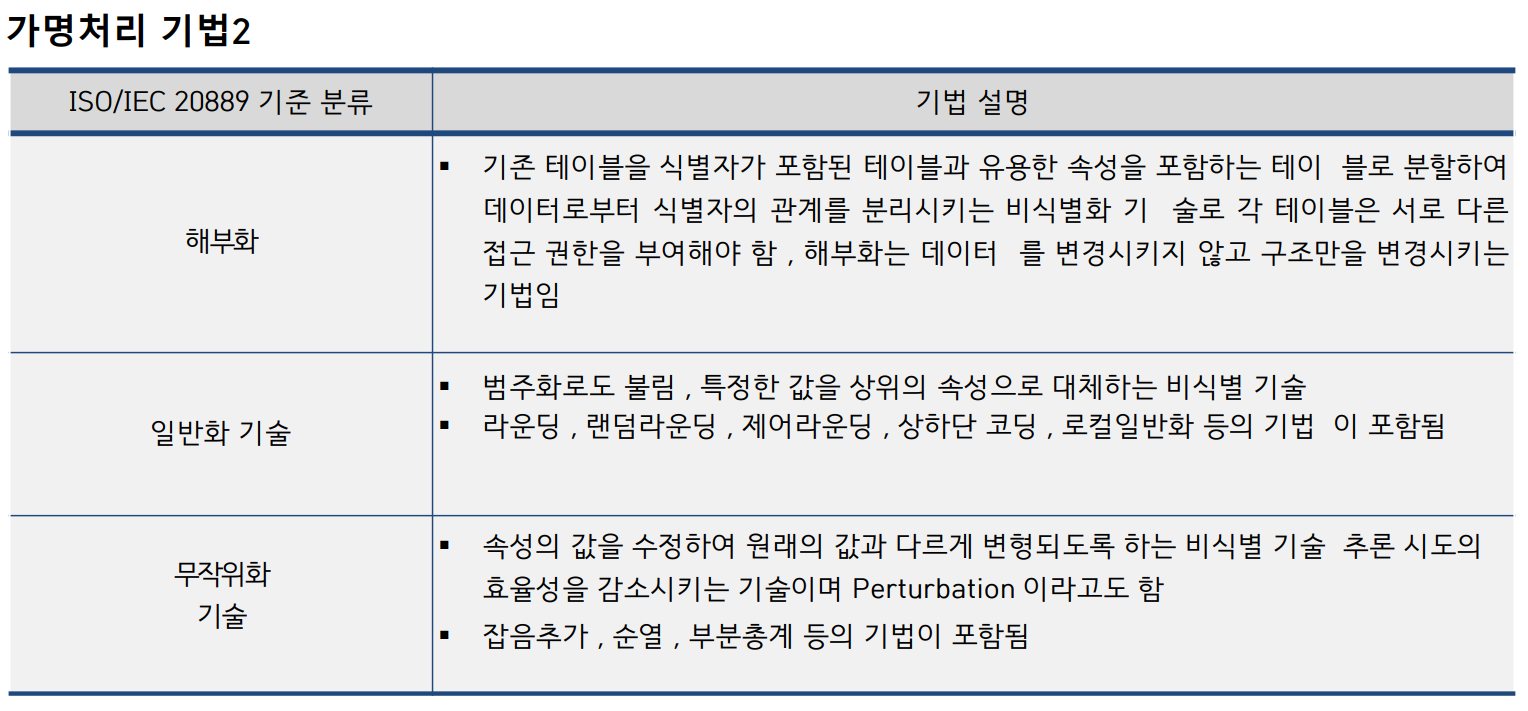 가명처리 기법2
ISO/IEC 20889 기준 분류
기법 설명
해부화
▪ 기존 테이블을 식별자가 포함된 테이블과 유용한 속성을 포함하는 테이 블로 분할하여
데이터로부터 식별자의 관계를 분리시키는 비식별화 기 술로 각 테이블은 서로 다른
접근 권한을 부여해야 함 , 해부화는 데이터 를 변경시키지 않고 구조만을 변경시키는
기법임
일반화 기술
▪ 범주화로도 불림 , 특정한 값을 상위의 속성으로 대체하는 비식별 기술
▪ 라운딩 , 랜덤라운딩 , 제어라운딩 , 상하단 코딩 , 로컬일반화 등의 기법 이 포함됨
무작위화
기술
▪ 속성의 값을 수정하여 원래의 값과 다르게 변형되도록 하는 비식별 기술 추론 시도의
효율성을 감소시키는 기술이며 Perturbation 이라고도 함
▪ 잡음추가 , 순열 , 부분총계 등의 기법이 포함됨